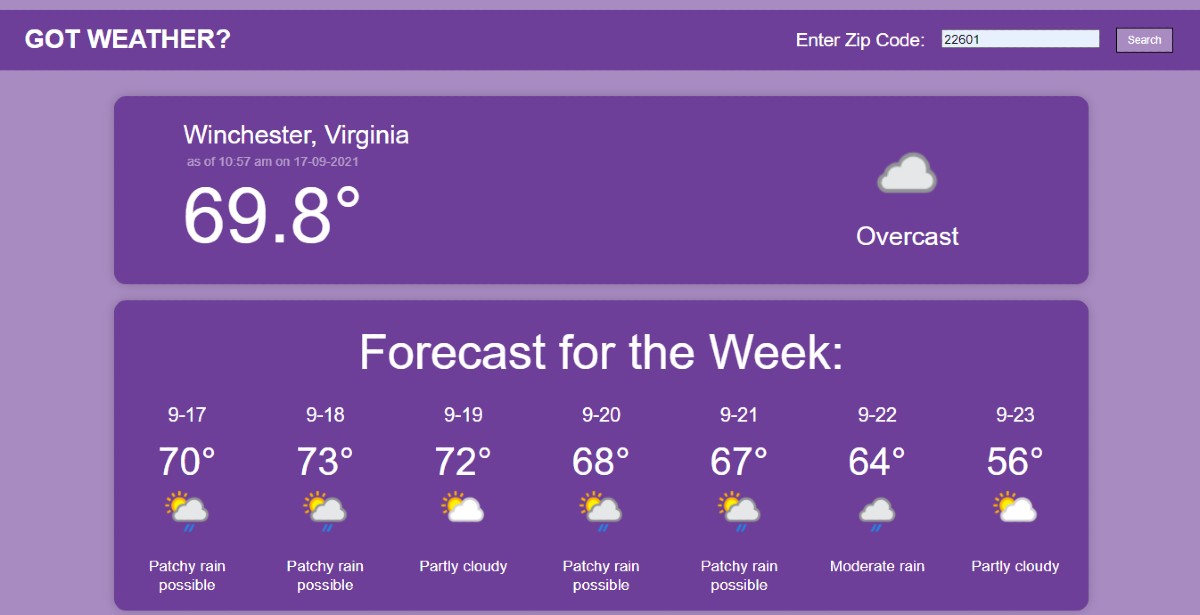 GOT WEATHER?
Enter Zip Code: 22601 Search
Winchester, Virginia
as of 10:57 am on 17-09-2021
69.8°
Overcast
Forecast for the Week:
9-17 9-18 9-19 9-20 9-21 9-22 9-23
70° 73° 72° 68° 67° 64° 56°
Patchy rain possible
Patchy rain possible
Partly cloudy
Patchy rain possible
Patchy rain possible
Moderate rain
Partly cloudy